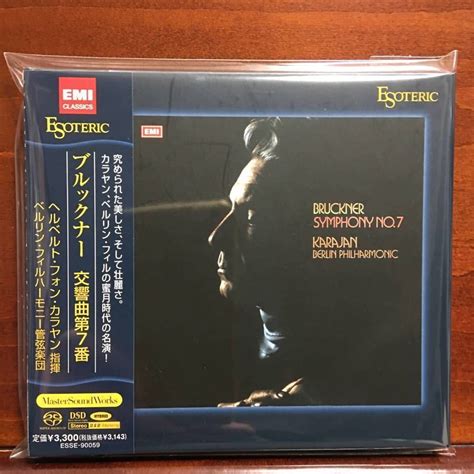 EMI
CLASSICS
ESOTERIC
究められた美しさ、そして壮麗さ。
カラヤン、ベルリン・フィルの蜜月時代の名演!
ブルックナー 交響曲第7番
ヘルベルト・フォン・カラヤン 指揮
ベルリン・フィルハーモニー管弦楽団
MasterSoundWorks
DSD
HYBRID
Stereo
定価¥3,300(税抜価格¥3,143)
ESSE-90059
ESOTERIC
EMI
BRUCKNER
SYMPHONY NO.7
KARAJAN
BERLIN PHILHARMONIC